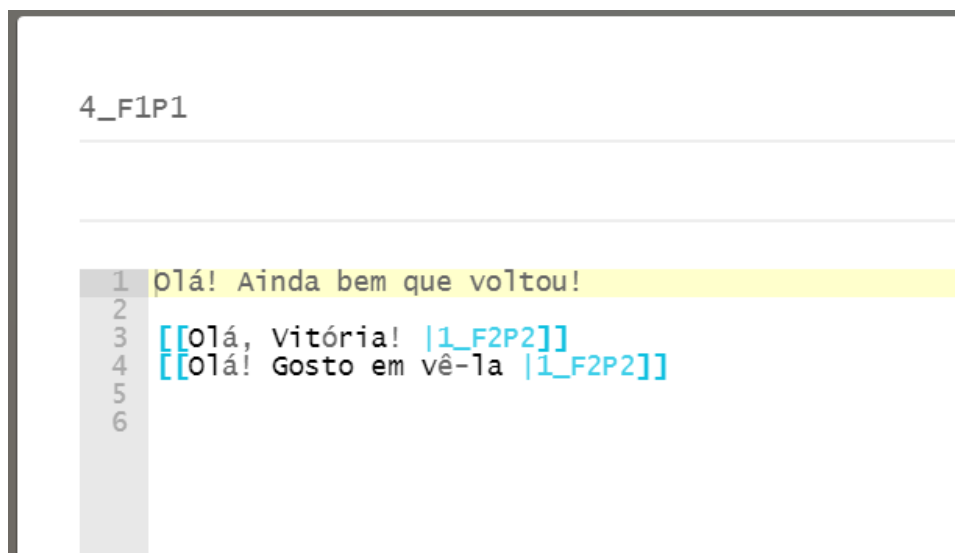 4_F1P1
1 Olá! Ainda bem que voltou!
2
3 [[Olá, Vitória! |1_F2P2]]
4 [[Olá! Gosto em vê-la |1_F2P2]]
5
6